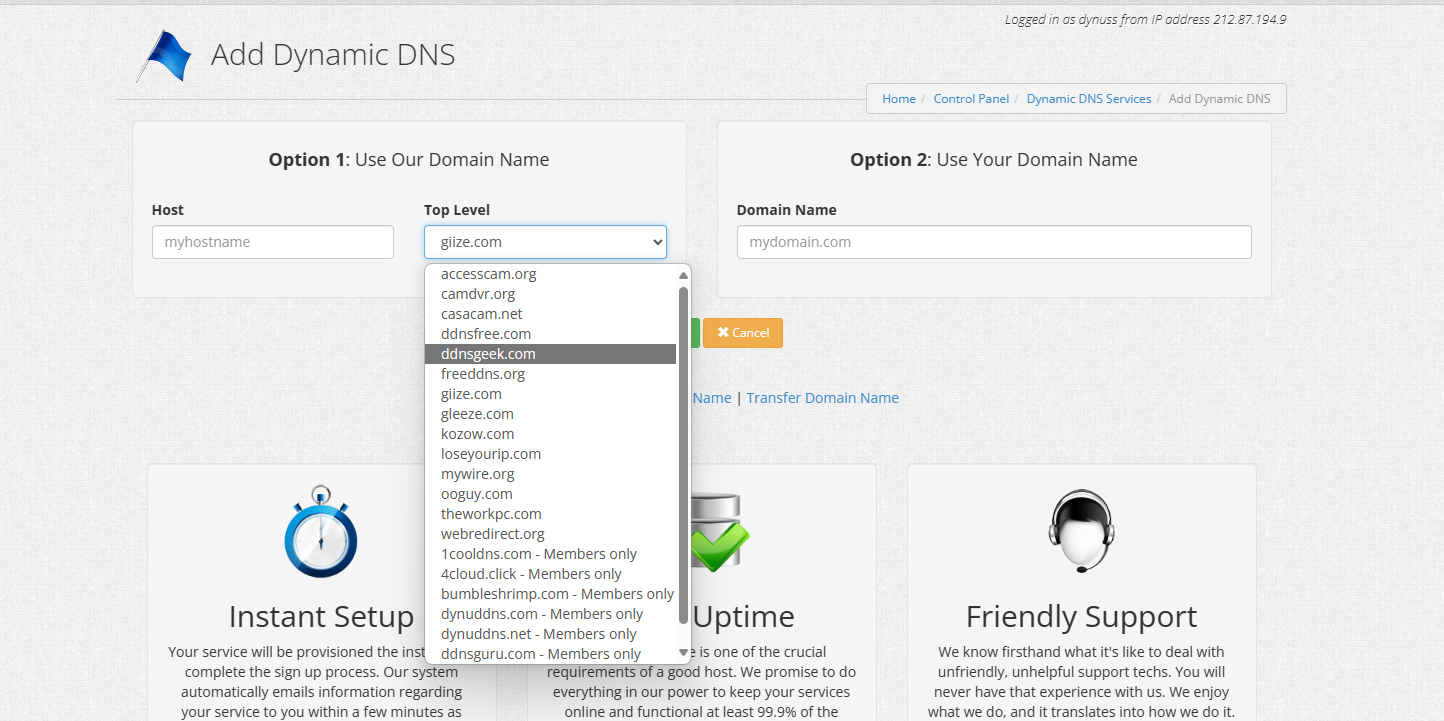 Logged in as dynuss from IP address 212.87.194.9
Add Dynamic DNS
Home / Control Panel / Dynamic DNS Services / Add Dynamic DNS
Option 1: Use Our Domain Name
Host
Top Level
myhostname
giize.com
accesscam.org
camdvr.org
casacam.net
ddnsfree.com
ddnsgeek.com
freeddns.org
giize.com
gleeze.com
kozow.com
loseyourip.com
mywire.org
ooguy.com
theworkpc.com
webredirect.org
1cooldns.com - Members only
4cloud.click - Members only
bumbleshrimp.com - Members only
dynuddns.com - Members only
dynuddns.net - Members only
ddnsguru.com - Members only
Option 2: Use Your Domain Name
Domain Name
mydomain.com
Cancel
Name | Transfer Domain Name
Instant Setup
Your service will be provisioned the
complete the sign up process. Our system
automatically emails information regarding
your service to you within a few minutes as
Uptime
is one of the crucial
requirements of a good host. We promise to do
everything in our power to keep your services
online and functional at least 99.9% of the
Friendly Support
We know firsthand what it's like to deal with
unfriendly, unhelpful support techs. You will
never have that experience with us. We enjoy
what we do, and it translates into how we do it.